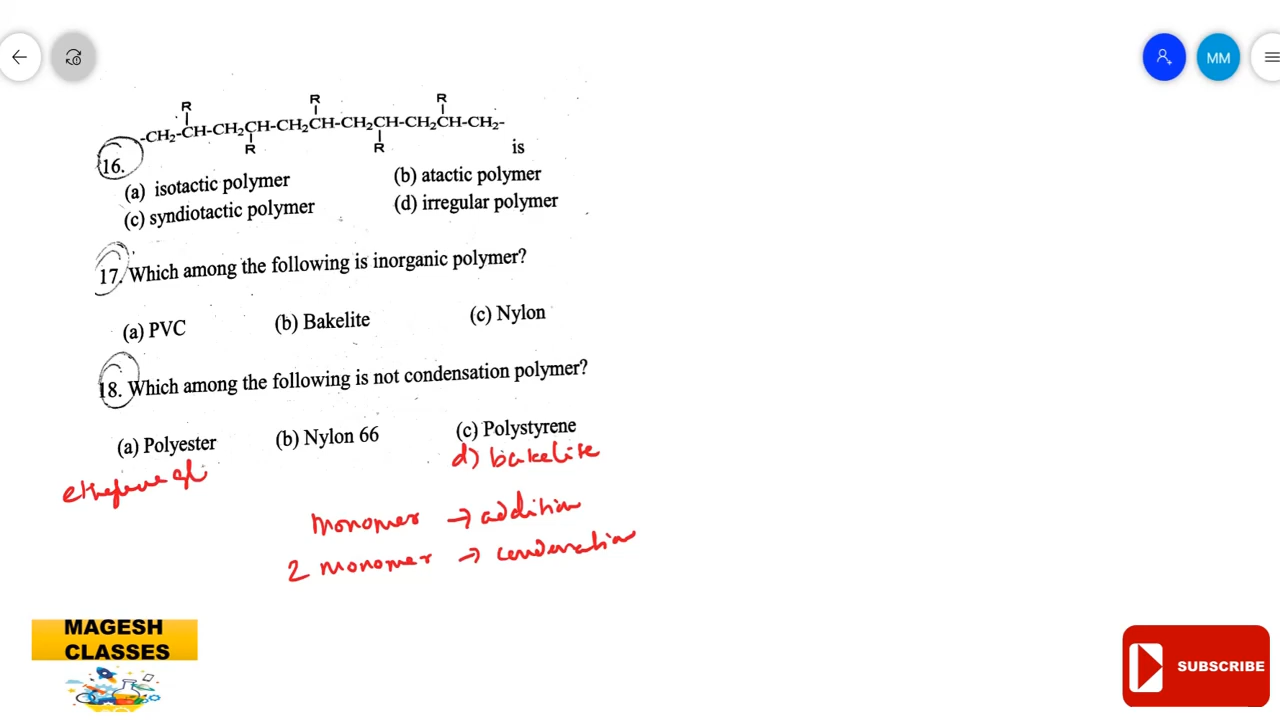 MM
R R R
-CH2-CH-CH2CH-CH2CH-CH2CH-CH2CH-CH2-
R R
16. is
(a) isotactic polymer (b) atactic polymer
(c) syndiotactic polymer (d) irregular polymer
17. Which among the following is inorganic polymer?
(a) PVC (b) Bakelite (c) Nylon
18. Which among the following is not condensation polymer?
(a) Polyester (b) Nylon 66 (c) Polystyrene
d) bakelite
monomer → addition
2 monomer → condensation
MAGESH
CLASSES
SUBSCRIBE